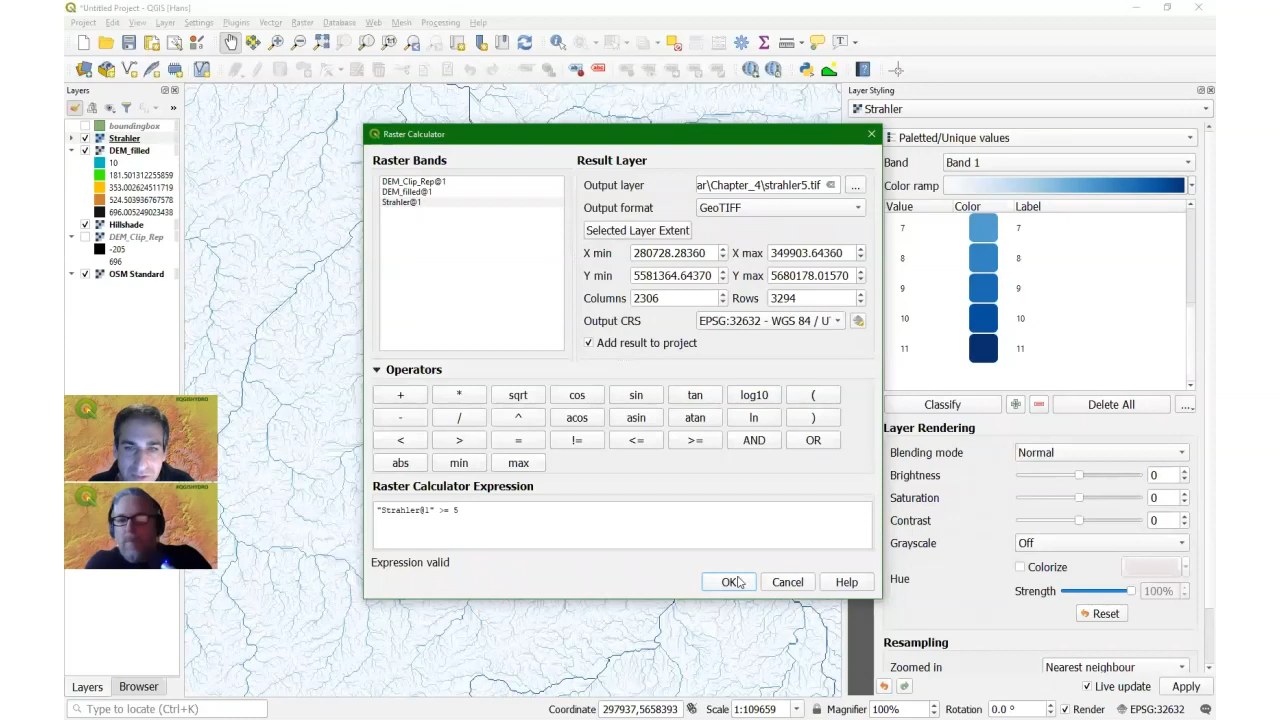 "Untitled Project - QGIS [Hans]
Project Edit View Layer Settings Plugins Vector Raster Database Web Mesh Processing Help
Layers
boundingbox
Strahler
DEM_filled
10
181.501312255859
353.002624511719
524.503936767578
696.005249023438
Hillshade
DEM_Clip_Rep
-205
696
OSM Standard
#QGISHYDRO
#QGISHYDRO
Layers Browser
Raster Calculator
Raster Bands
DEM_Clip_Rep@1
DEM_filled@1
Strahler@1
Result Layer
Output layer ar\Chapter_4\strahler5.tif ...
Output format GeoTIFF
Selected Layer Extent
X min 280728.28360 X max 349903.64360
Y min 5581364.64370 Y max 5680178.01570
Columns 2306 Rows 3294
Output CRS EPSG:32632 - WGS 84 / U
Add result to project
Operators
+ * sqrt cos sin tan log10 (
- / ^ acos asin atan ln )
< > = != <= >= AND OR
abs min max
Raster Calculator Expression
"Strahler@1" >= 5
Expression valid
OK Cancel Help
Layer Styling
Strahler
Paletted/Unique values
Band Band 1
Color ramp
Value Color Label
7 7
8 8
9 9
10 10
11 11
Classify Delete All ...
Layer Rendering
Blending mode Normal
Brightness 0
Saturation 0
Contrast 0
Grayscale Off
Hue Colorize
Strength 100%
Reset
Resampling
Zoomed in Nearest neighbour
Live update Apply
Type to locate (Ctrl+K) Coordinate 297937,5658393 Scale 1:109659 Magnifier 100% Rotation 0.0 ° Render EPSG:32632